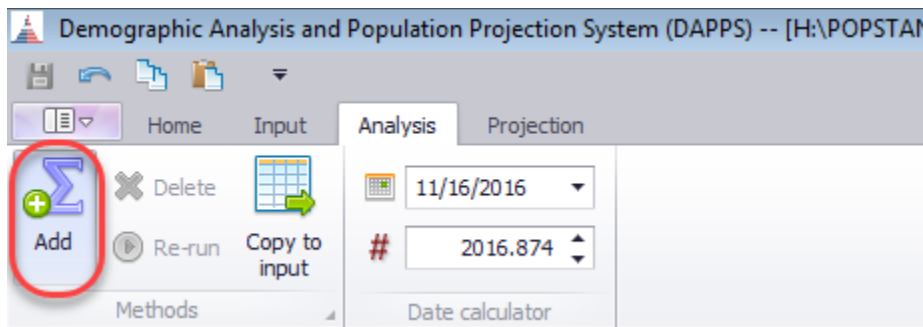 Demographic Analysis and Population Projection System (DAPPS) -- [H:\POPSTAN
Home Input Analysis Projection
Add
Delete
Re-run
Copy to
input
Methods
11/16/2016
# 2016.874
Date calculator